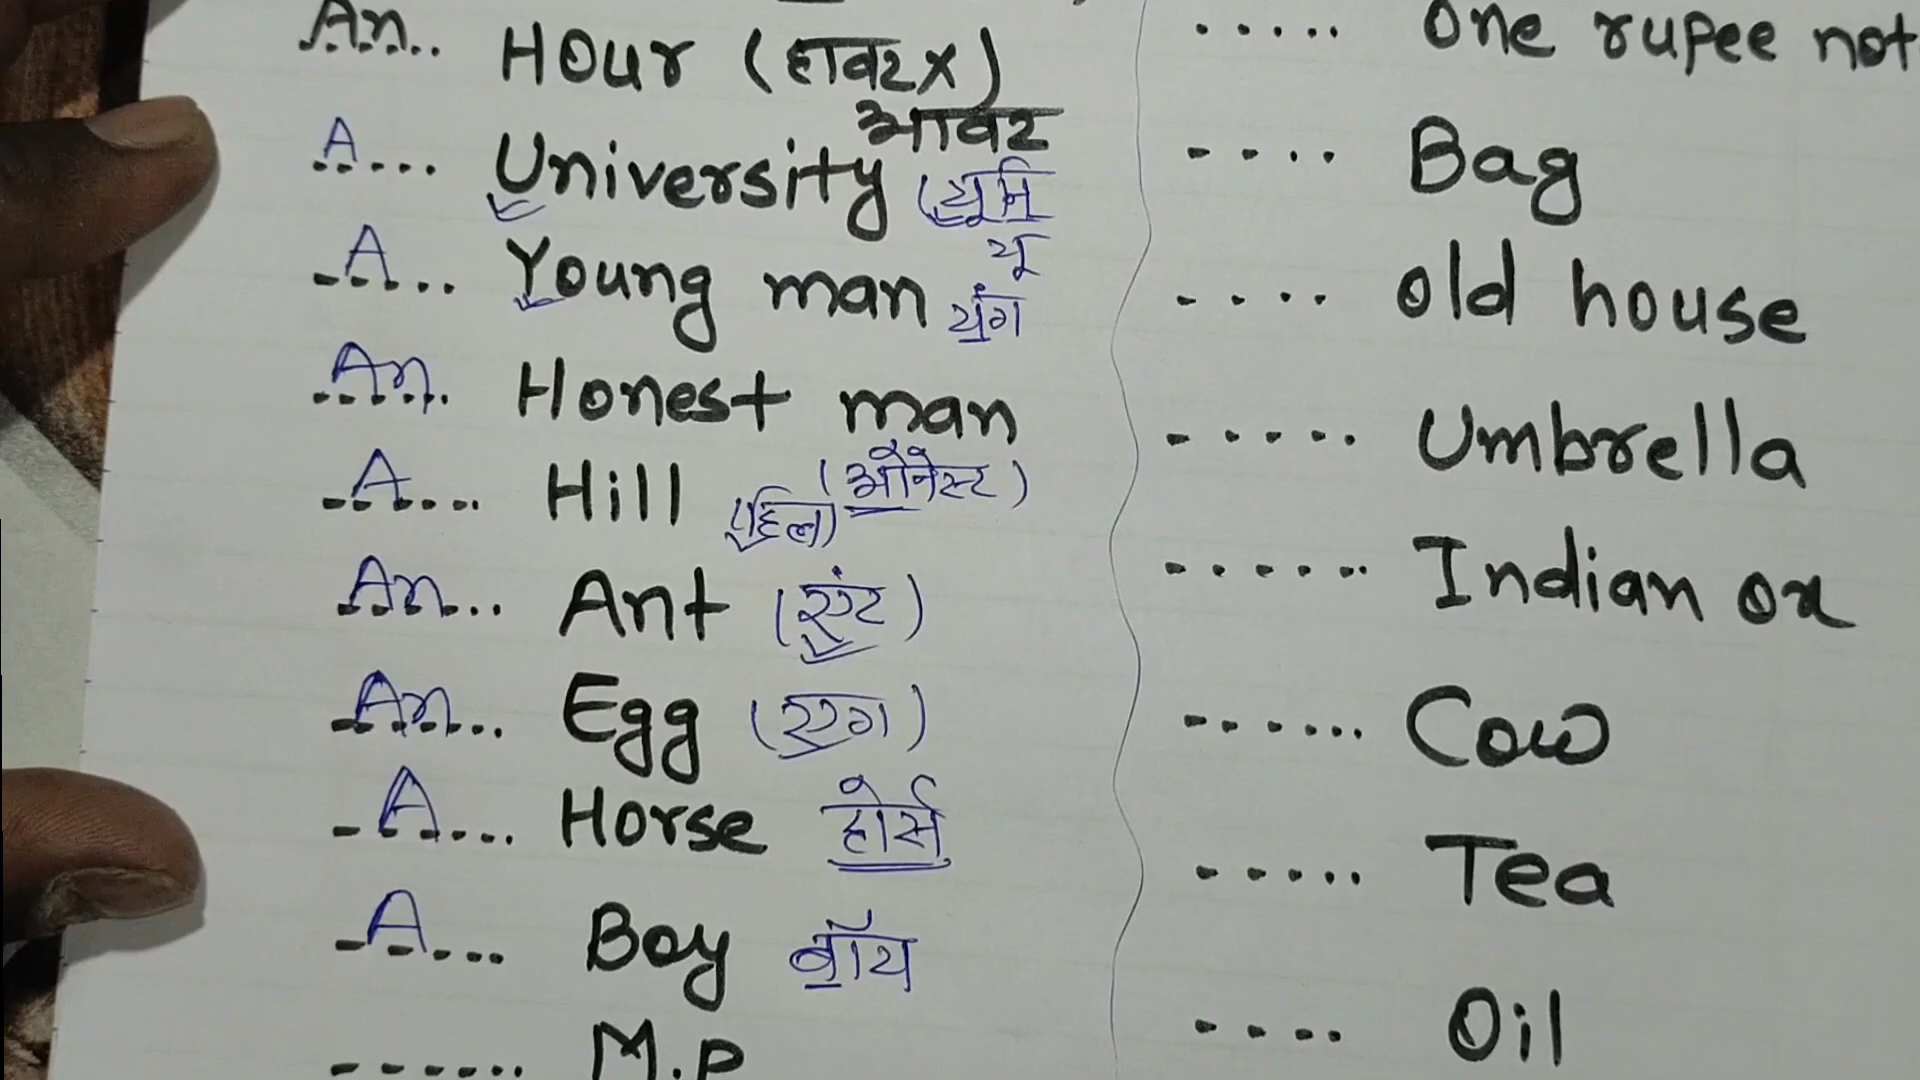 An Hour (हावर x)
आवर
A University (यूनि
यू
A Young man यंग
An Honest man
(ऑनेस्ट)
A Hill (हिल)
An Ant (एंट)
An Egg (एग)
A Horse होर्स
A Boy बॉय
...... M.P
..... One rupee not
.... Bag
.... old house
..... Umbrella
...... Indian ox
...... Cow
..... Tea
.... Oil